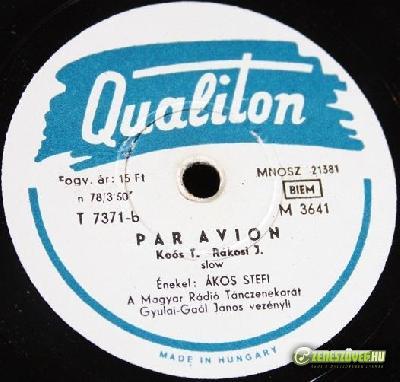 Qualiton
Fogy. ár: 15 Ft
n 78/3'50"
T 7371-b
MNOSZ 21381
BIEM
M 3641
PAR AVION
Koós T. Rákosi J.
slow
Énekel: ÁKOS STEFI
A Magyar Rádió Tánczenekarát
Gyulai-Gaál János vezényli
MADE IN HUNGARY
ZENESZÖVEG.HU